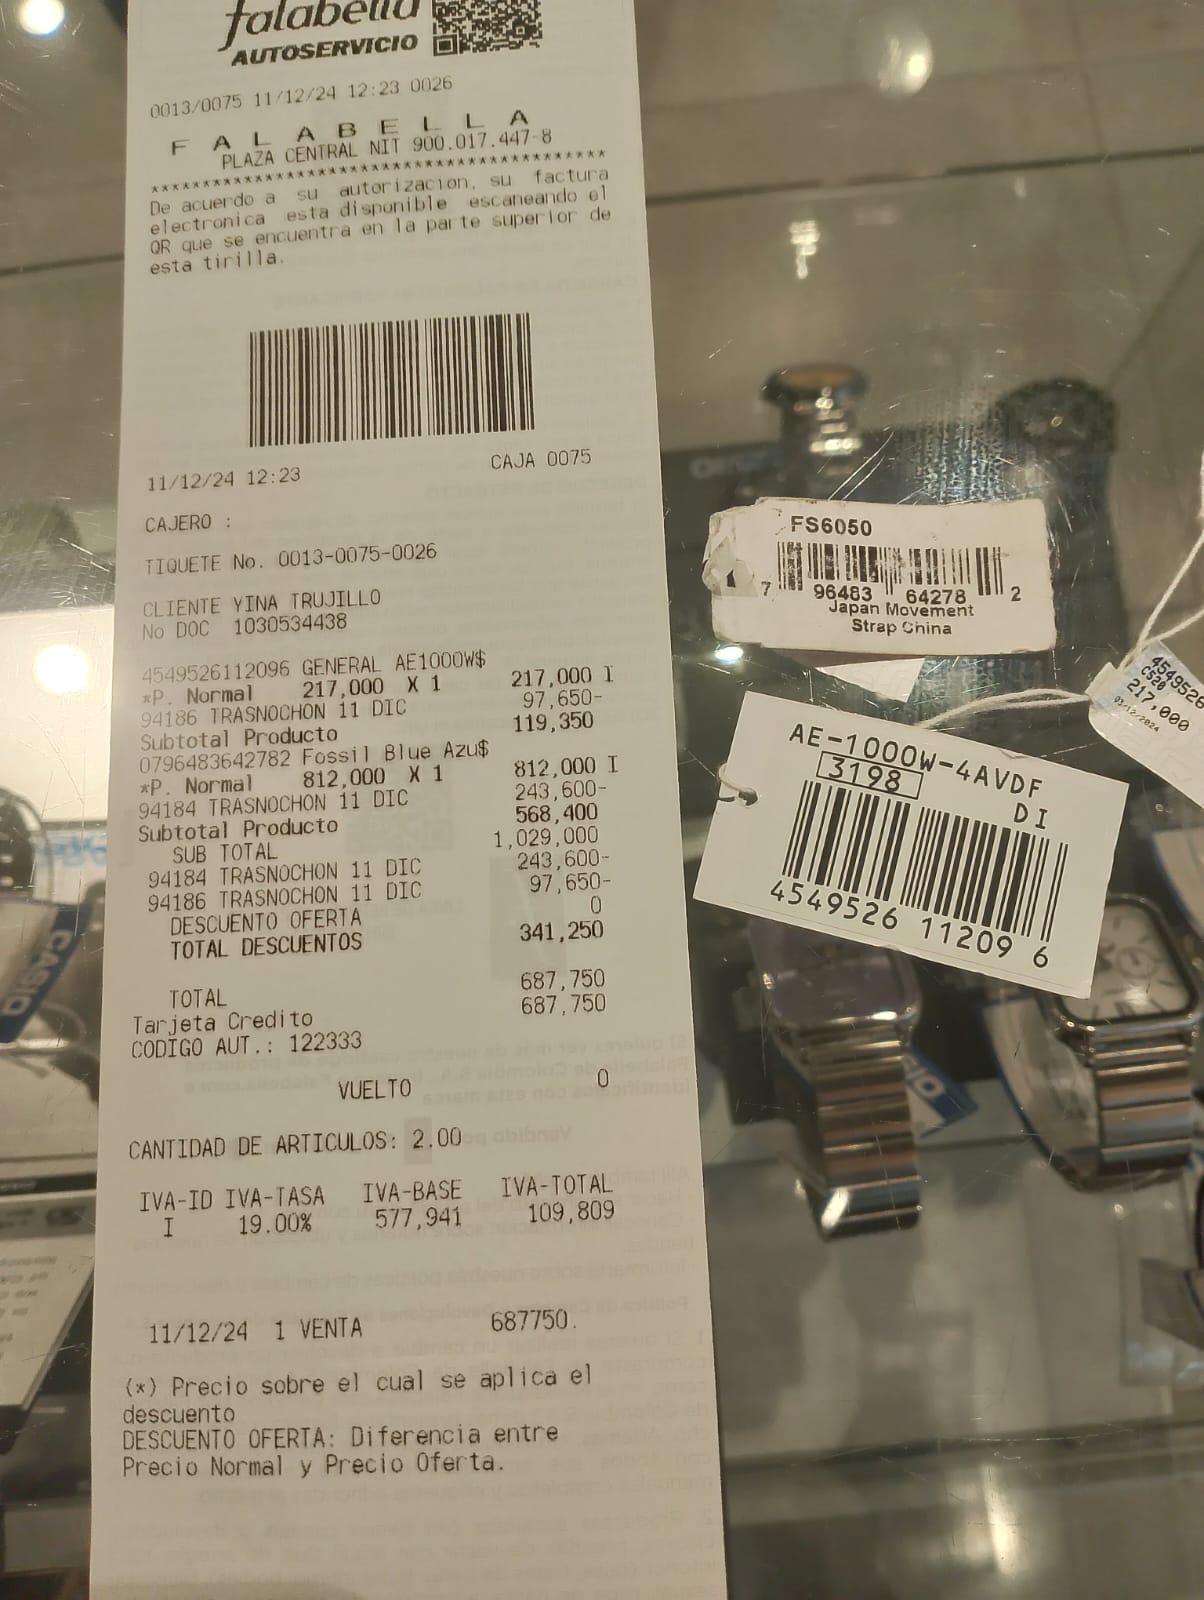 falabella
AUTOSERVICIO
0013/0075 11/12/24 12:23 0026
F A L A B E L L A
PLAZA CENTRAL NIT 900.017.447-8
*******************************************
De acuerdo a su autorizacion, su factura
electronica esta disponible escaneando el
QR que se encuentra en la parte superior de
esta tirilla.
11/12/24 12:23 CAJA 0075
CAJERO :
TIQUETE No. 0013-0075-0026
CLIENTE YINA TRUJILLO
No DOC 1030534438
4549526112096 GENERAL AE1000W$
*P. Normal 217,000 X 1 217,000 I
94186 TRASNOCHON 11 DIC 97,650-
Subtotal Producto 119,350
0796483642782 Fossil Blue Azu$
*P. Normal 812,000 X 1 812,000 I
94184 TRASNOCHON 11 DIC 243,600-
Subtotal Producto 568,400
SUB TOTAL 1,029,000
94184 TRASNOCHON 11 DIC 243,600-
94186 TRASNOCHON 11 DIC 97,650-
DESCUENTO OFERTA 0
TOTAL DESCUENTOS 341,250
TOTAL 687,750
Tarjeta Credito 687,750
CODIGO AUT.: 122333
VUELTO 0
CANTIDAD DE ARTICULOS: 2.00
IVA-ID IVA-TASA IVA-BASE IVA-TOTAL
I 19.00% 577,941 109,809
11/12/24 1 VENTA 687750.
(*) Precio sobre el cual se aplica el
descuento
DESCUENTO OFERTA: Diferencia entre
Precio Normal y Precio Oferta.
FS6050
7 96483 64278 2
Japan Movement
Strap China
4549526
CS20
217,000
AE-1000W-4AVDF
3198 DI
4549526 11209 6
CASIO